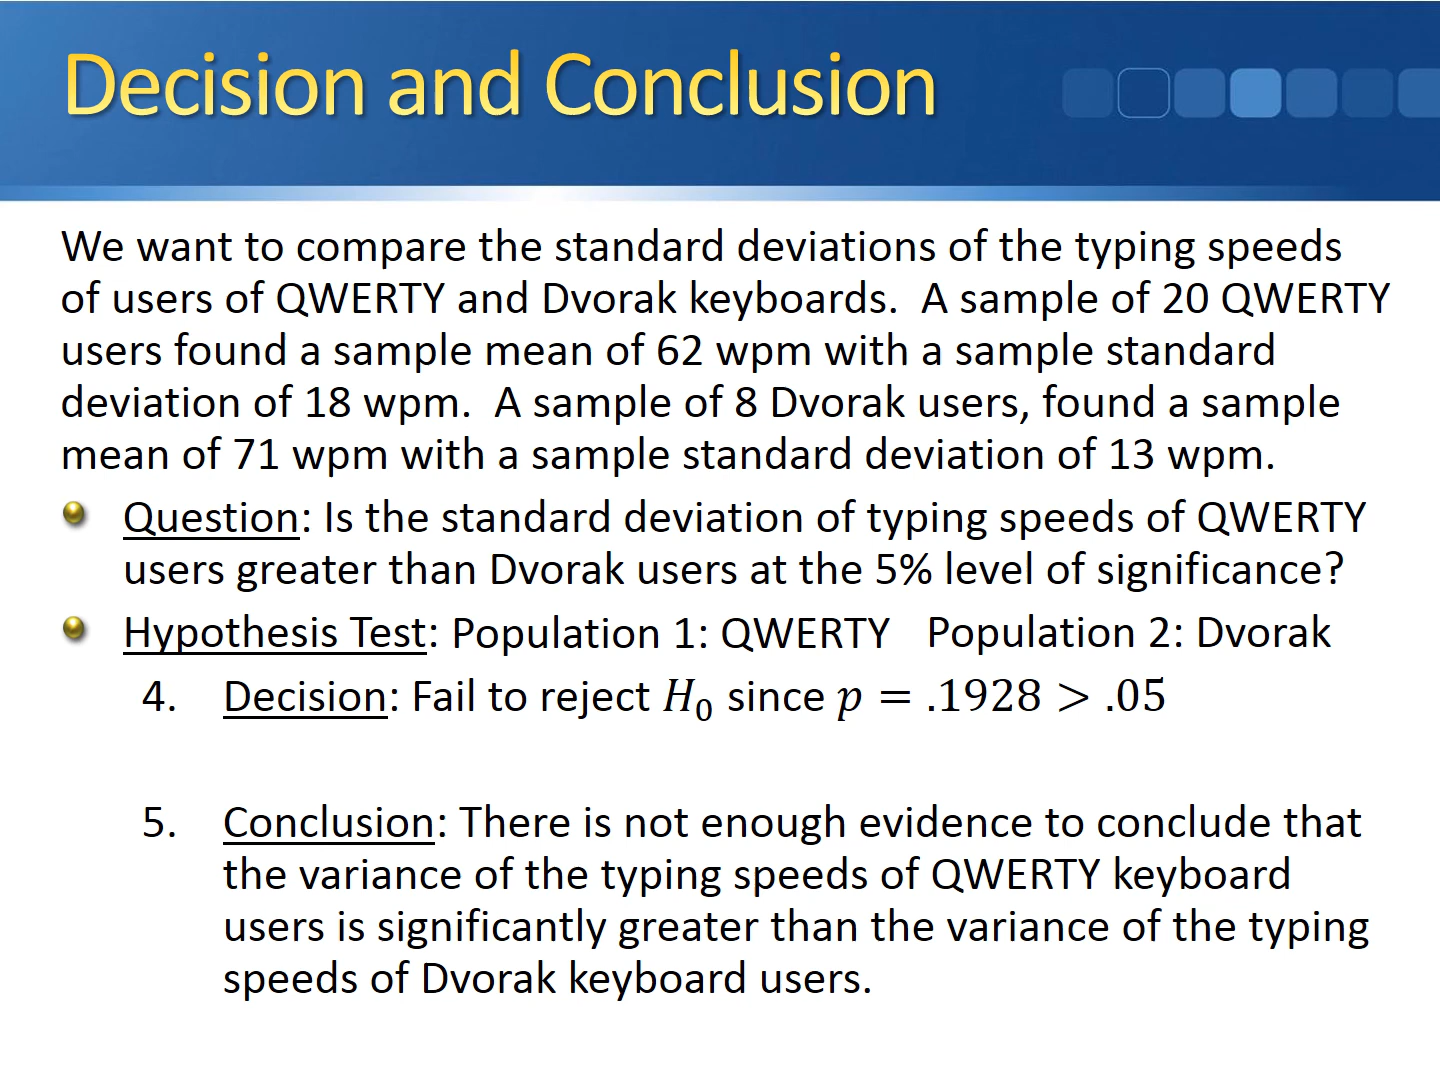 Decision and Conclusion
We want to compare the standard deviations of the typing speeds
of users of QWERTY and Dvorak keyboards. A sample of 20 QWERTY
users found a sample mean of 62 wpm with a sample standard
deviation of 18 wpm. A sample of 8 Dvorak users, found a sample
mean of 71 wpm with a sample standard deviation of 13 wpm.
Question: Is the standard deviation of typing speeds of QWERTY
users greater than Dvorak users at the 5% level of significance?
Hypothesis Test: Population 1: QWERTY Population 2: Dvorak
4. Decision: Fail to reject H₀ since p = .1928 > .05
5. Conclusion: There is not enough evidence to conclude that
the variance of the typing speeds of QWERTY keyboard
users is significantly greater than the variance of the typing
speeds of Dvorak keyboard users.